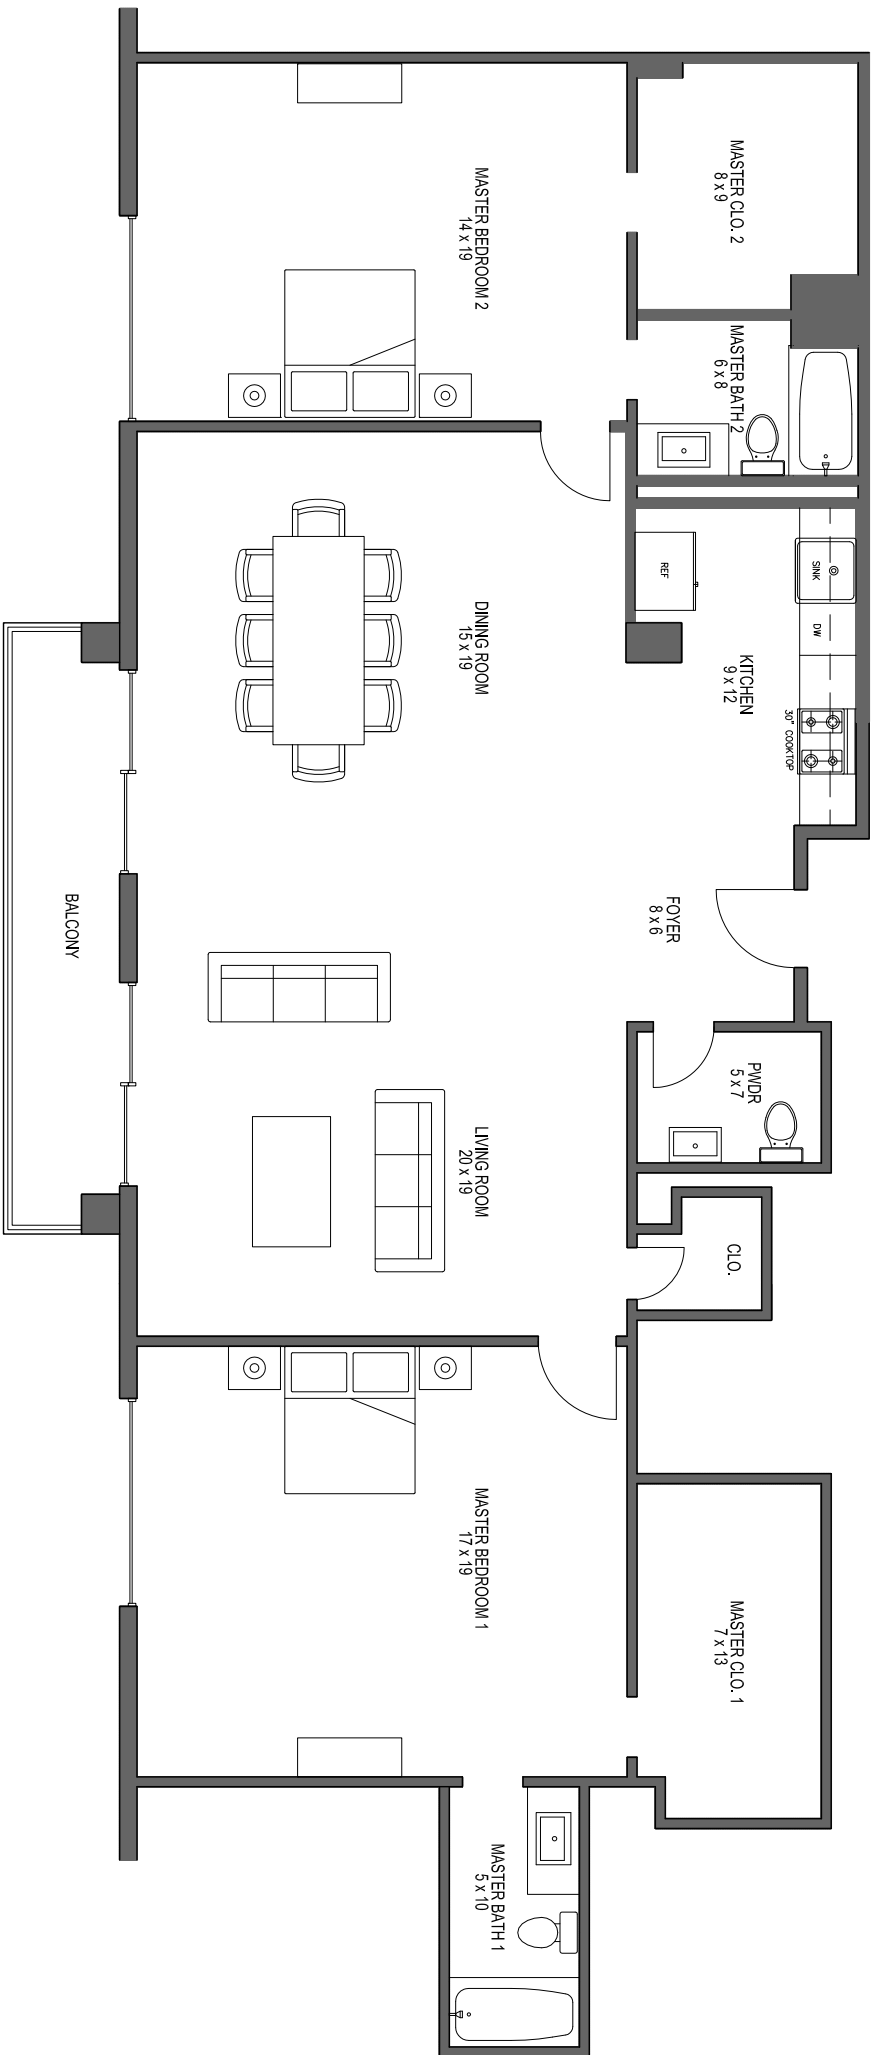 MASTER CLO. 2
8 x 9
MASTER BEDROOM 2
14 x 19
MASTER BATH 2
6 x 8
SINK
REF
DW
DINING ROOM
15 x 19
KITCHEN
9 x 12
30" COOKTOP
BALCONY
FOYER
8 x 6
PWDR
5 x 7
LIVING ROOM
20 x 19
CLO.
MASTER BEDROOM 1
17 x 19
MASTER CLO. 1
7 x 13
MASTER BATH 1
5 x 10